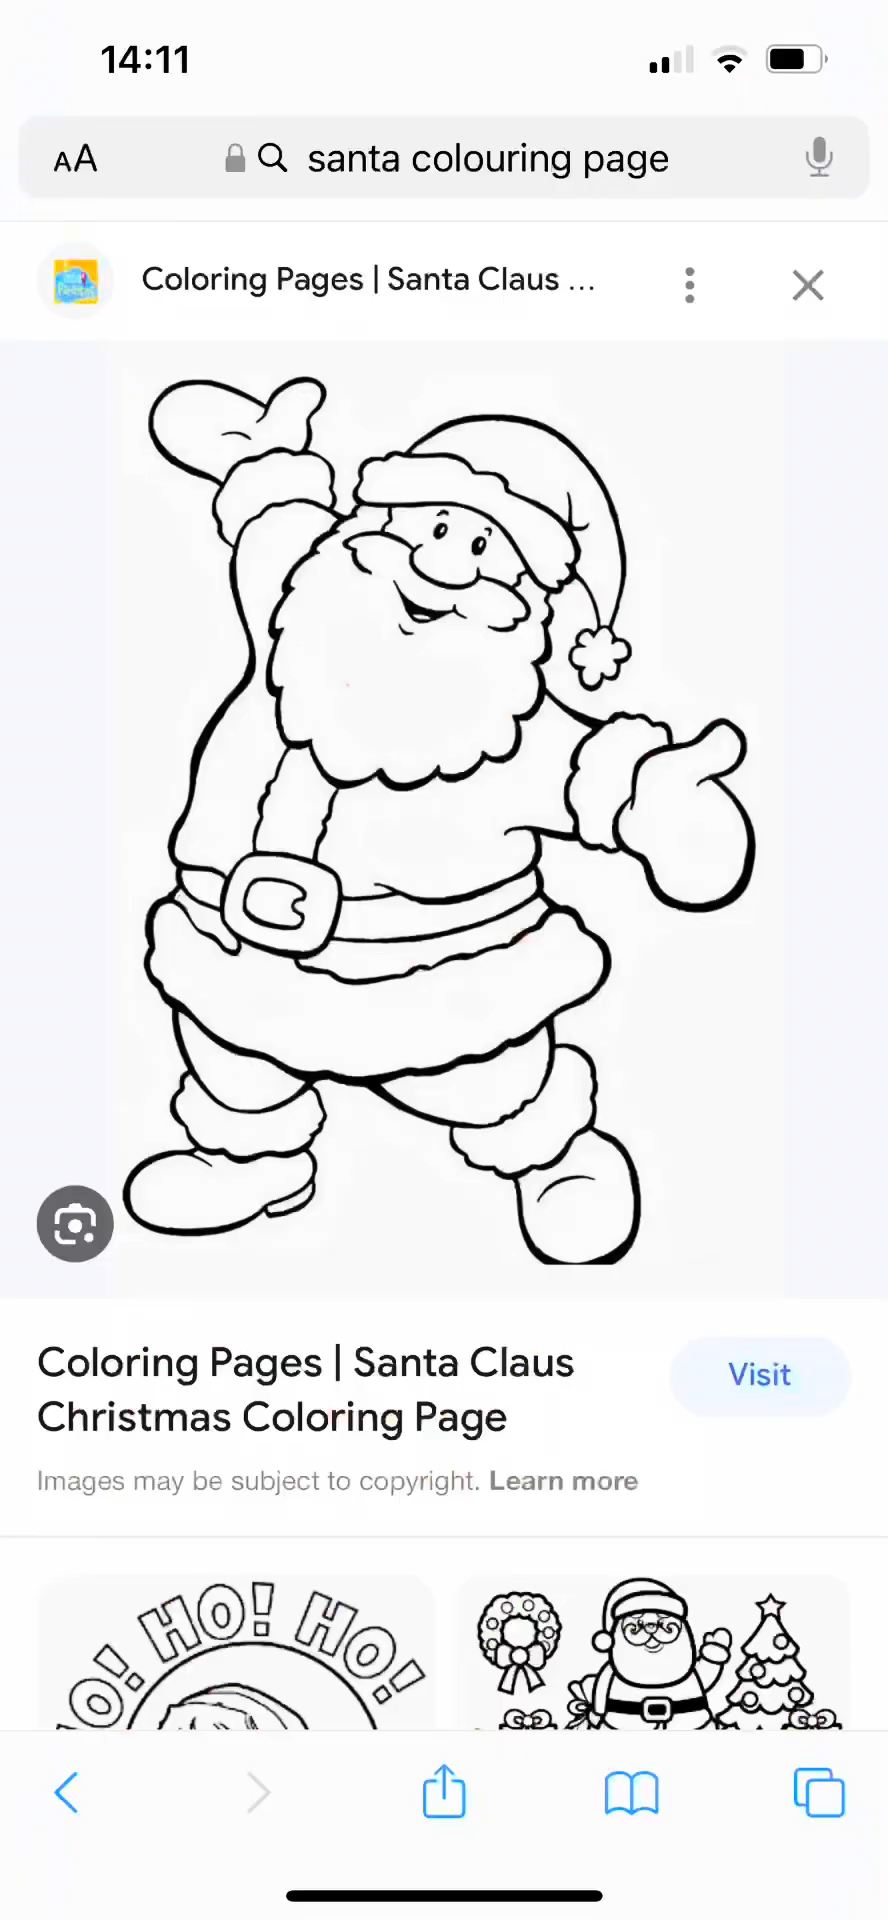 14:11
AA santa colouring page
Coloring Pages | Santa Claus ...
Coloring Pages | Santa Claus
Christmas Coloring Page
Visit
Images may be subject to copyright. Learn more
O! HO! HO!